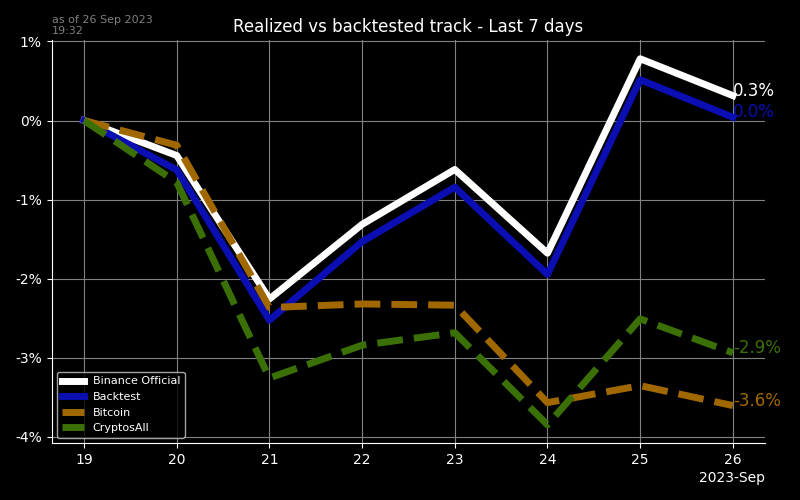 as of 26 Sep 2023
19:32
Realized vs backtested track - Last 7 days
1%
0%
-1%
-2%
-3%
-4%
0.3%
0.0%
-2.9%
-3.6%
Binance Official
Backtest
Bitcoin
CryptosAll
19 20 21 22 23 24 25 26
2023-Sep